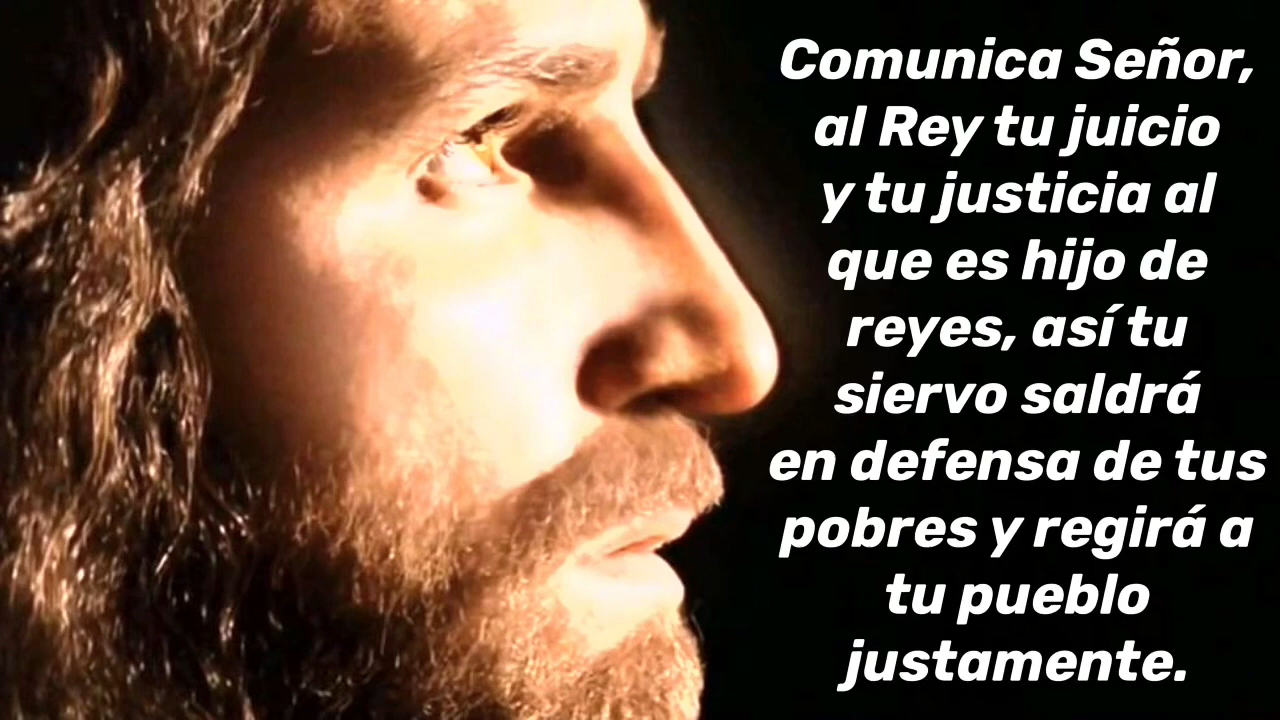 Comunica Señor,
al Rey tu juicio
y tu justicia al
que es hijo de
reyes, así tu
siervo saldrá
en defensa de tus
pobres y regirá a
tu pueblo
justamente.